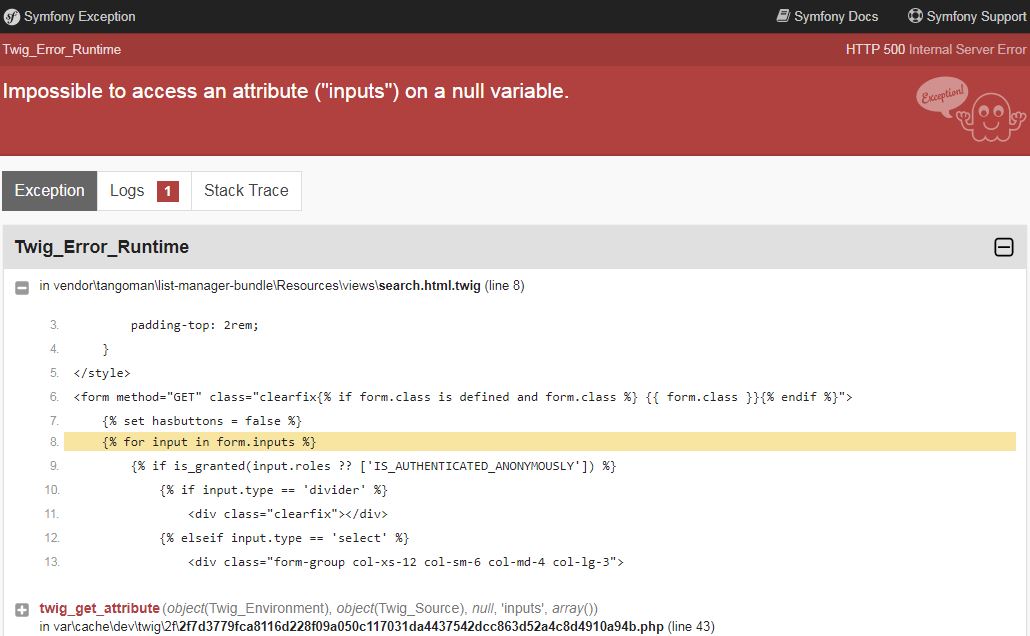 Symfony Exception Symfony Docs Symfony Support
Twig_Error_Runtime HTTP 500 Internal Server Error
Impossible to access an attribute ("inputs") on a null variable.
Exception!
Exception Logs 1 Stack Trace
Twig_Error_Runtime
in vendor\tangoman\list-manager-bundle\Resources\views\search.html.twig (line 8)
3. padding-top: 2rem;
4. }
5. </style>
6. <form method="GET" class="clearfix{% if form.class is defined and form.class %} {{ form.class }}{% endif %}">
7. {% set hasbuttons = false %}
8. {% for input in form.inputs %}
9. {% if is_granted(input.roles ?? ['IS_AUTHENTICATED_ANONYMOUSLY']) %}
10. {% if input.type == 'divider' %}
11. <div class="clearfix"></div>
12. {% elseif input.type == 'select' %}
13. <div class="form-group col-xs-12 col-sm-6 col-md-4 col-lg-3">
twig_get_attribute (object(Twig_Environment), object(Twig_Source), null, 'inputs', array())
in var\cache\dev\twig\2f\2f7d3779fca8116d228f09a050c117031da4437542dcc863d52a4c8d4910a94b.php (line 43)